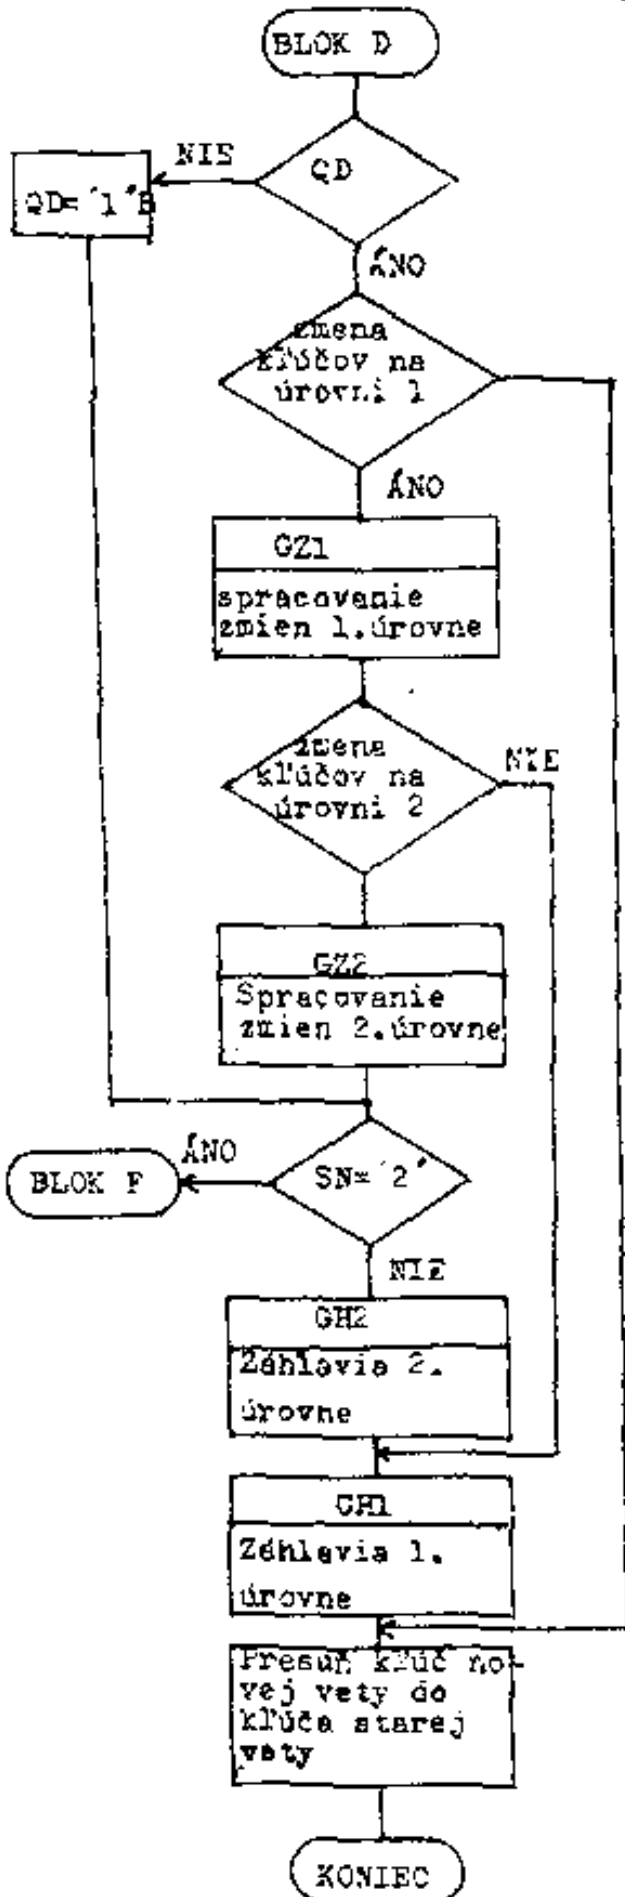 BLOK D
NIE
QD
QD='1'B
ÁNO
zmena
kľúčov na
úrovni 1
ÁNO
GZ1
spracovanie
zmien 1.úrovne
zmena
kľúčov na
úrovni 2
NIE
GZ2
Spracovanie
zmien 2.úrovne
ÁNO
BLOK F
SN='2'
NIE
GH2
Záhlavia 2.
úrovne
GH1
Záhlavia 1.
úrovne
Presuň kľúč no-
vej vety do
kľúča starej
vety
KONIEC